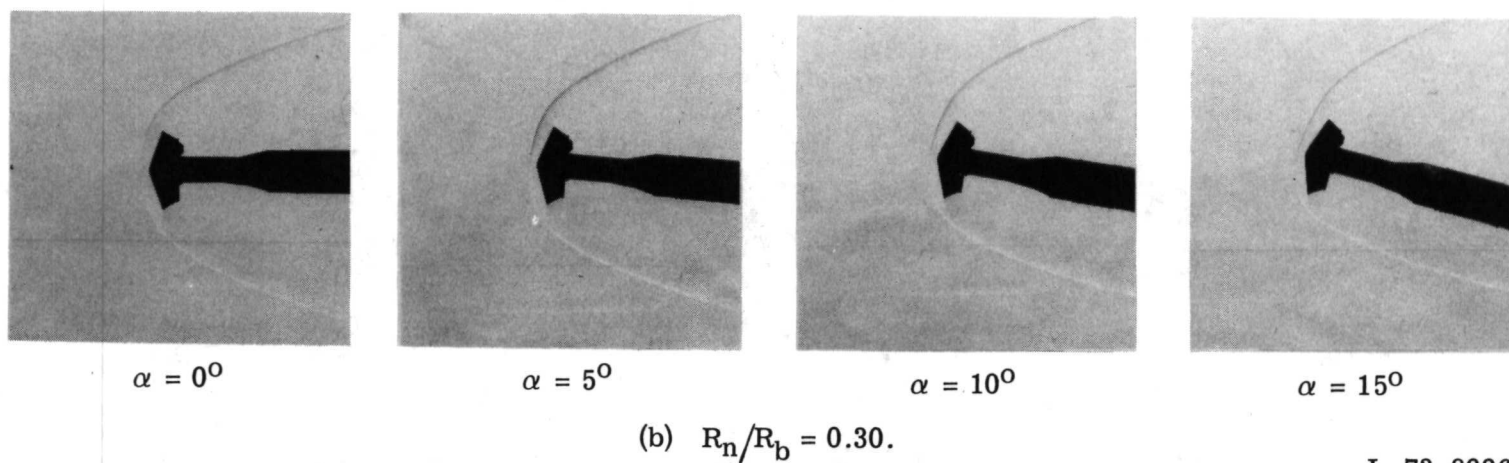 α = 0°
α = 5°
α = 10°
α = 15°
(b) Rn/Rb = 0.30.